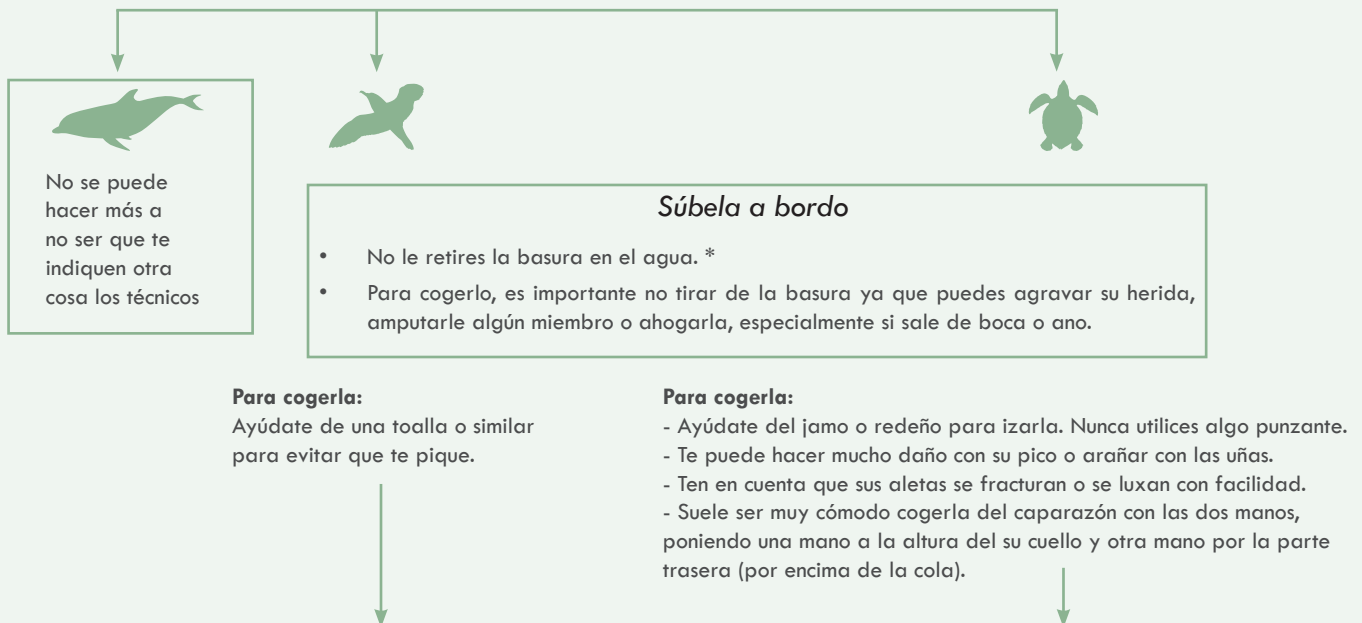 No se puede
hacer más a
no ser que te
indiquen otra
cosa los técnicos
Súbela a bordo
• No le retires la basura en el agua. *
• Para cogerlo, es importante no tirar de la basura ya que puedes agravar su herida,
amputarle algún miembro o ahogarla, especialmente si sale de boca o ano.
Para cogerla:
Ayúdate de una toalla o similar
para evitar que te pique.
Para cogerla:
- Ayúdate del jamo o redeño para izarla. Nunca utilices algo punzante.
- Te puede hacer mucho daño con su pico o arañar con las uñas.
- Ten en cuenta que sus aletas se fracturan o se luxan con facilidad.
- Suele ser muy cómodo cogerla del caparazón con las dos manos,
poniendo una mano a la altura del su cuello y otra mano por la parte
trasera (por encima de la cola).